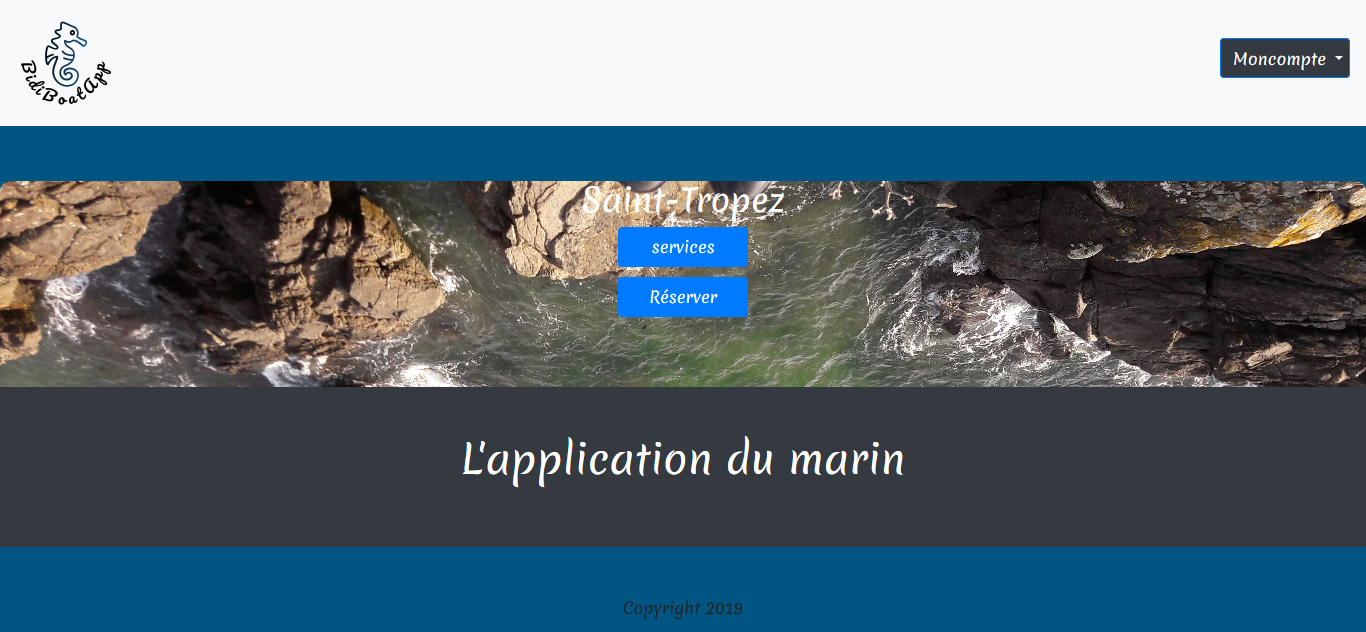 BidiBoatApp
Moncompte
Saint-Tropez
services
Réserver
L'application du marin
Copyright 2019